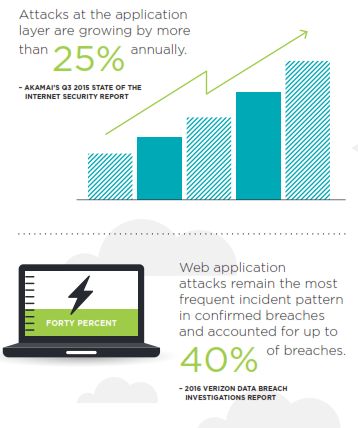 Attacks at the application
layer are growing by more
than 25% annually.
– AKAMAI'S Q3 2015 STATE OF THE
INTERNET SECURITY REPORT
FORTY PERCENT
Web application
attacks remain the most
frequent incident pattern
in confirmed breaches
and accounted for up to
40% of breaches.
– 2016 VERIZON DATA BREACH
INVESTIGATIONS REPORT